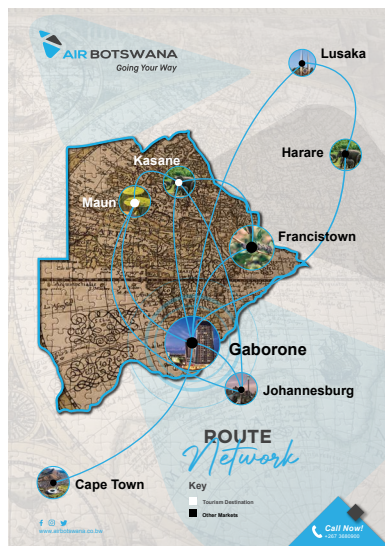 AIR BOTSWANA
Going Your Way
Lusaka
Harare
Kasane
Maun
Francistown
Gaborone
Johannesburg
Cape Town
ROUTE
Network
Key
Tourism Destination
Other Markets
www.airbotswana.co.bw
Call Now!
+267 3680900